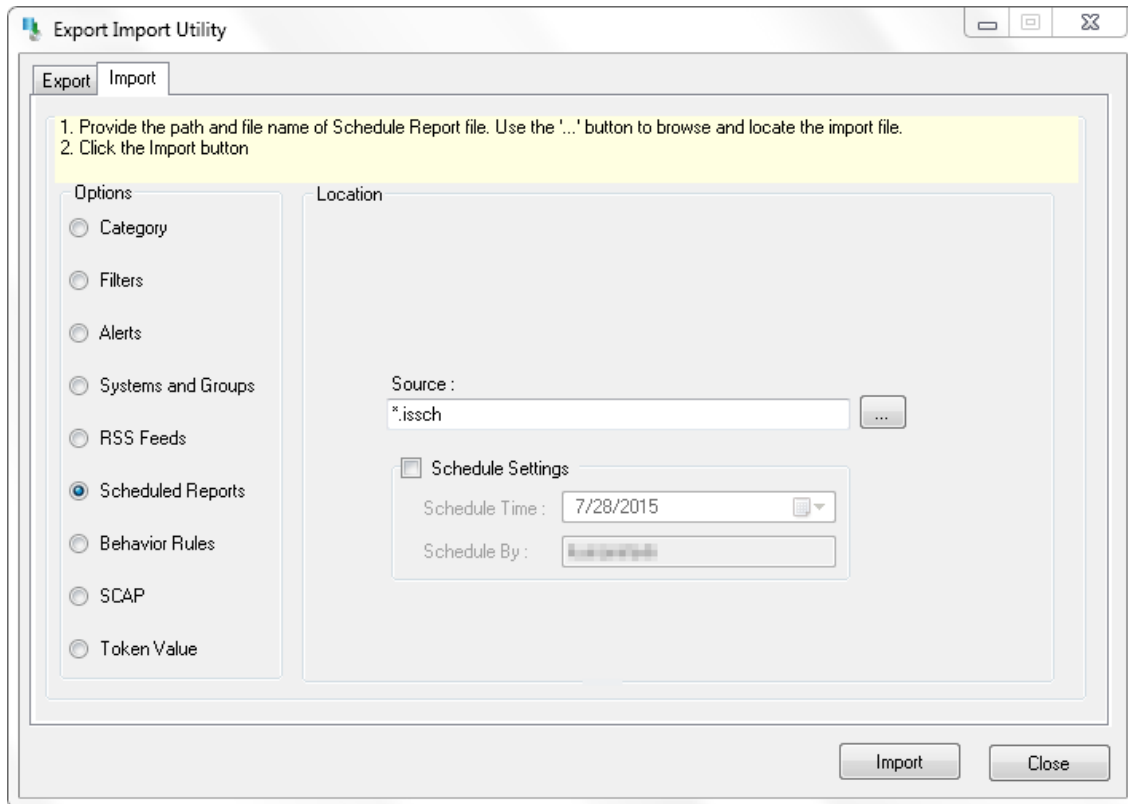 Export Import Utility
Export
Import
1. Provide the path and file name of Schedule Report file. Use the '...' button to browse and locate the import file.
2. Click the Import button
Options
Category
Filters
Alerts
Systems and Groups
RSS Feeds
Scheduled Reports
Behavior Rules
SCAP
Token Value
Location
Source :
*.issch
...
Schedule Settings
Schedule Time :
7/28/2015
Schedule By :
Import
Close